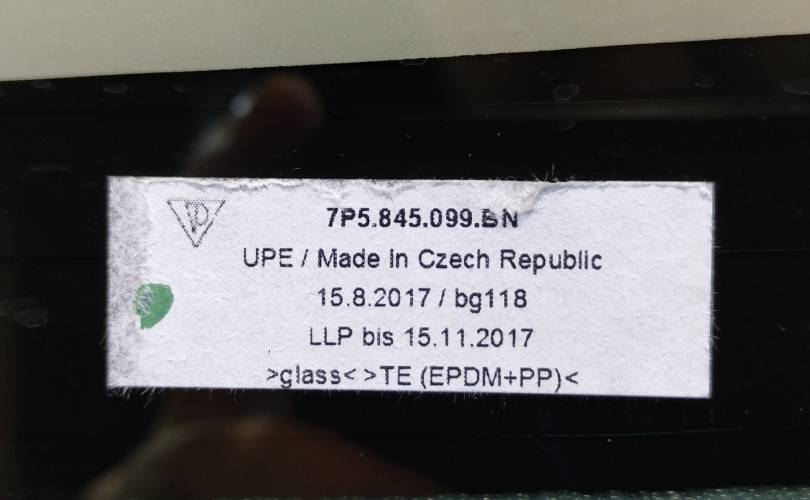 7P5.845.099.BN
UPE / Made in Czech Republic
15.8.2017 / bg118
LLP bis 15.11.2017
>glass< >TE (EPDM+PP)<